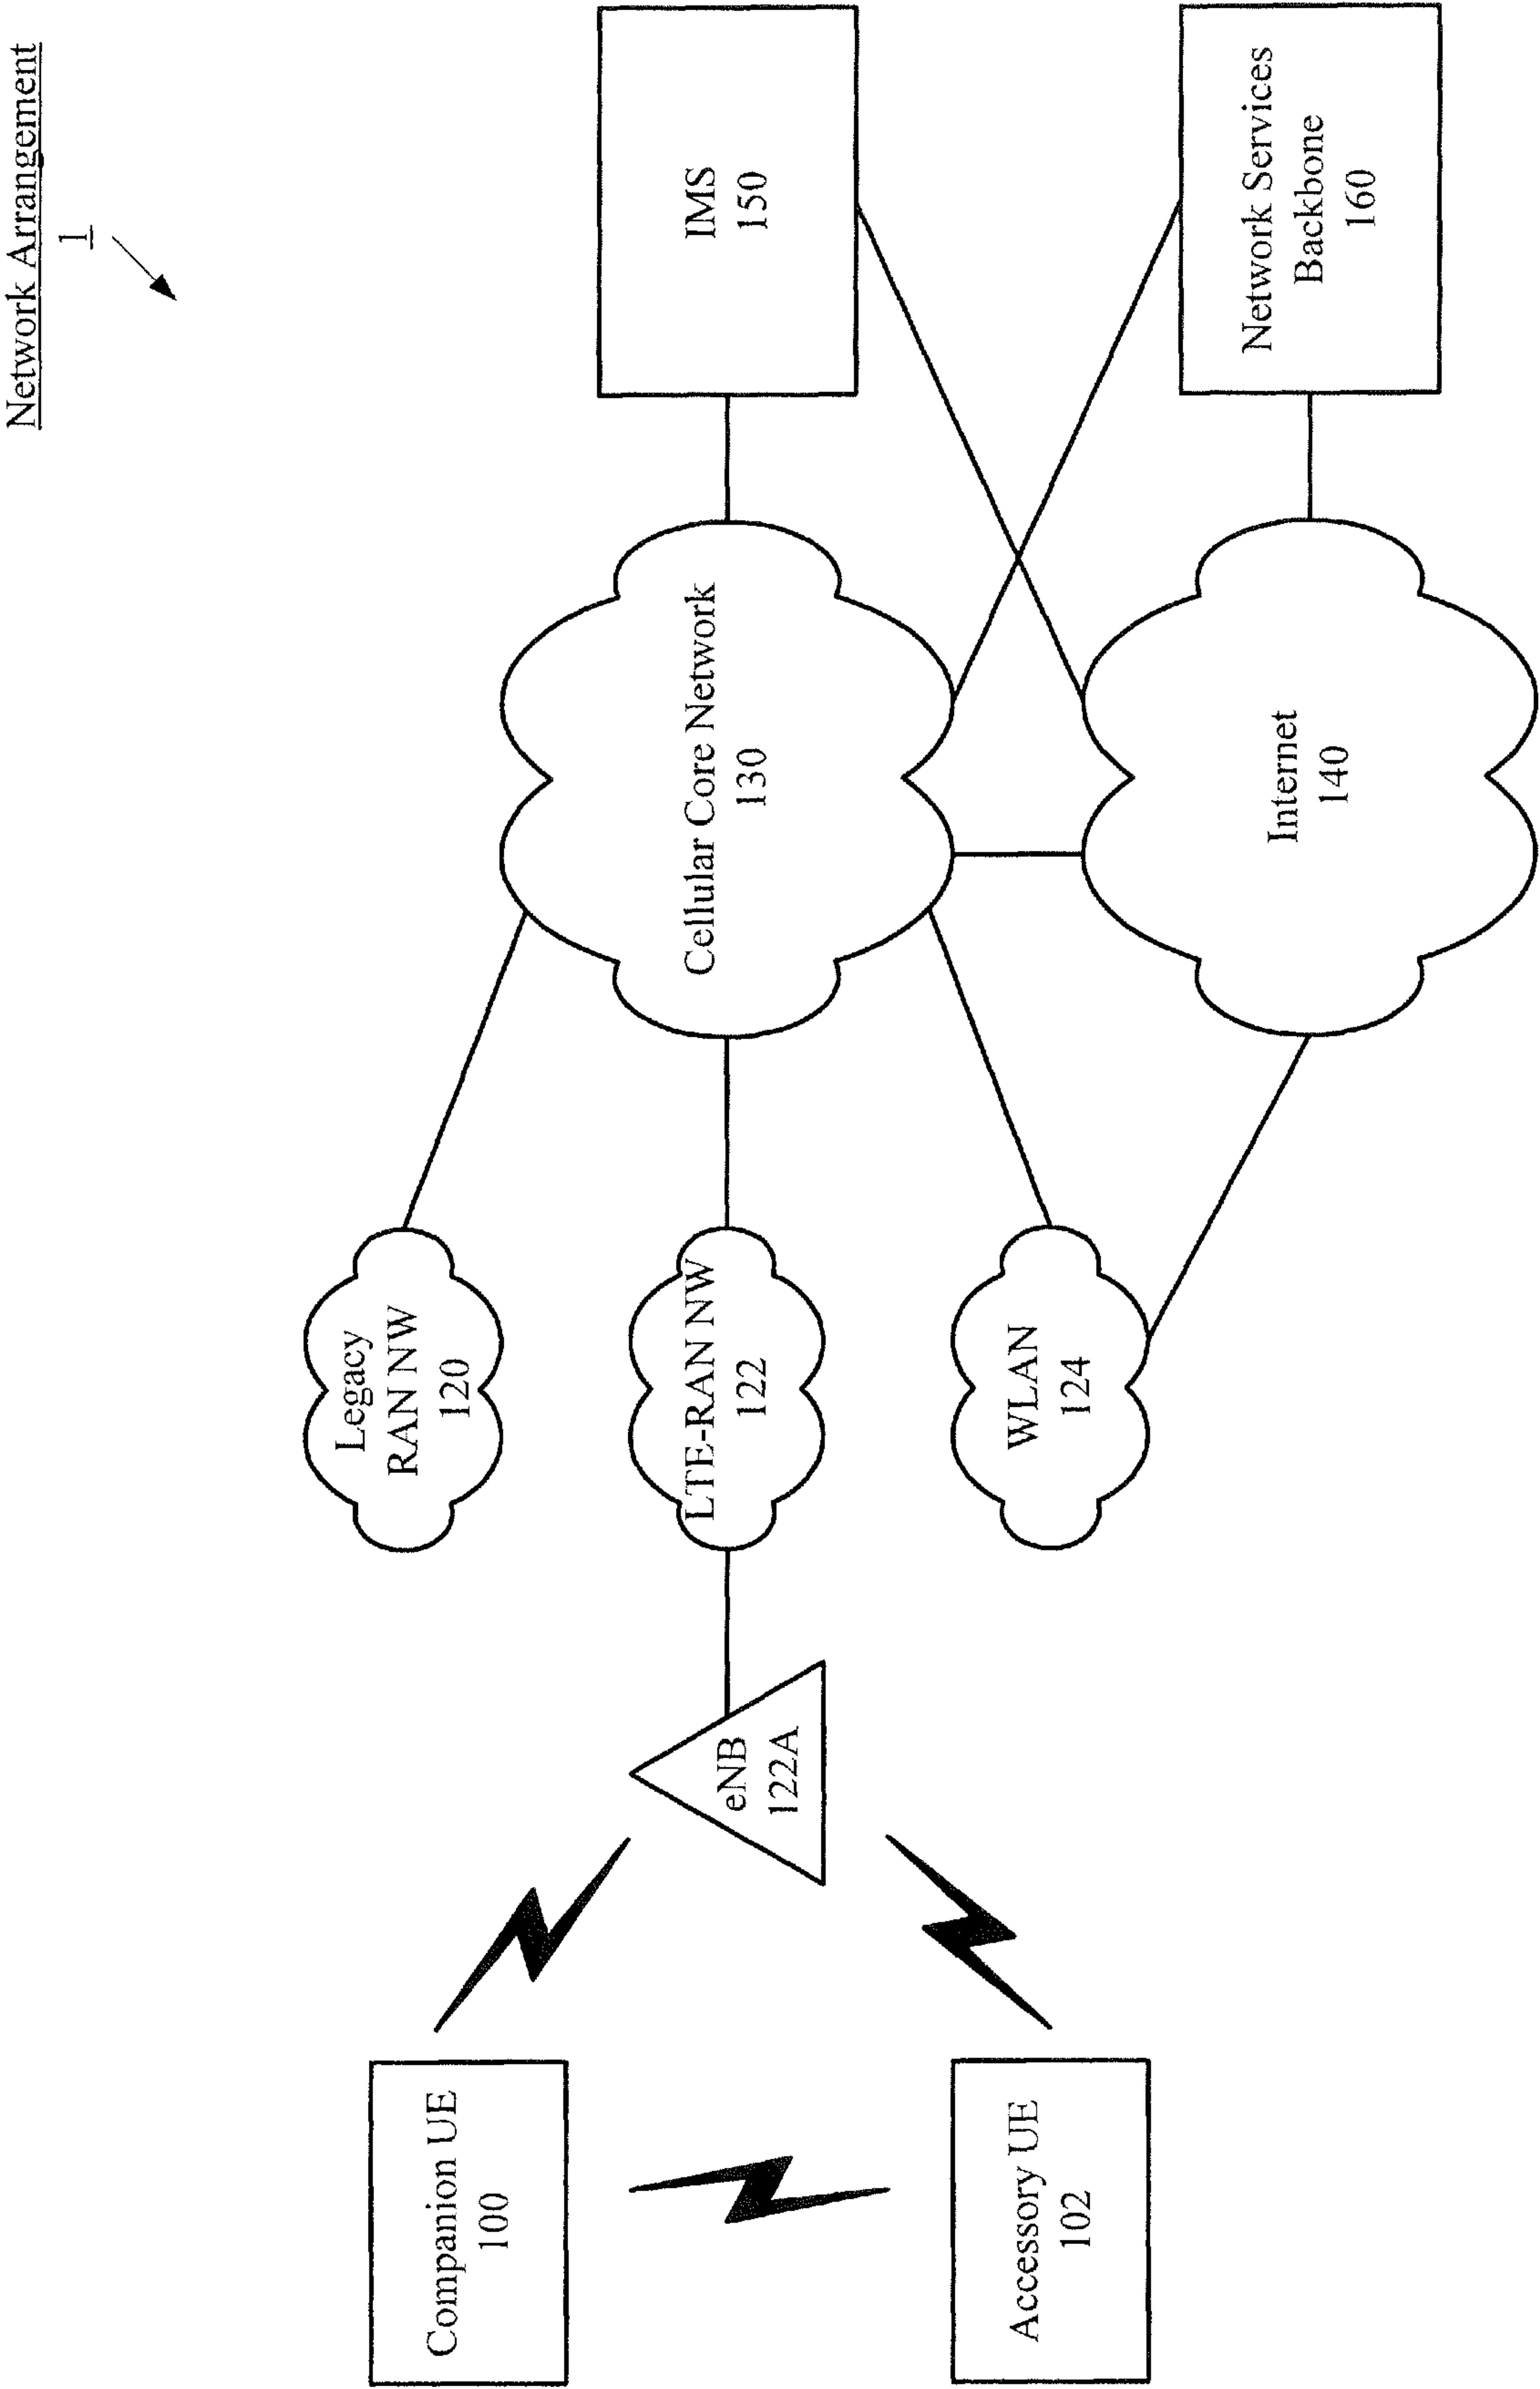 Network Arrangement
1
Companion UE
100
Accessory UE
102
eNB
122A
Legacy
RAN NW
120
LTE-RAN NW
122
WLAN
124
Cellular Core Network
130
Internet
140
IMS
150
Network Services
Backbone
160